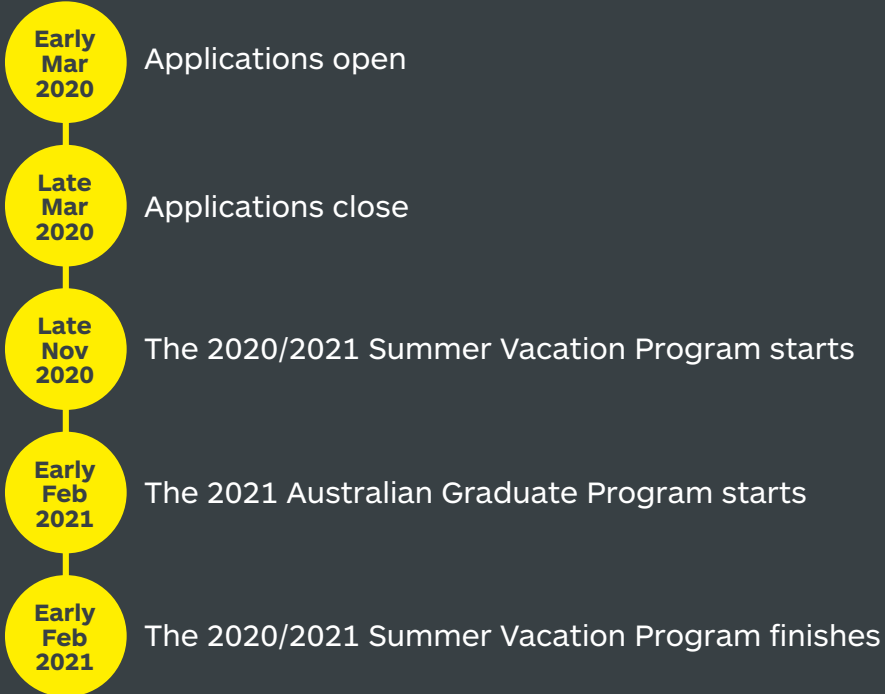 Early
Mar
2020
Applications open
Late
Mar
2020
Applications close
Late
Nov
2020
The 2020/2021 Summer Vacation Program starts
Early
Feb
2021
The 2021 Australian Graduate Program starts
Early
Feb
2021
The 2020/2021 Summer Vacation Program finishes